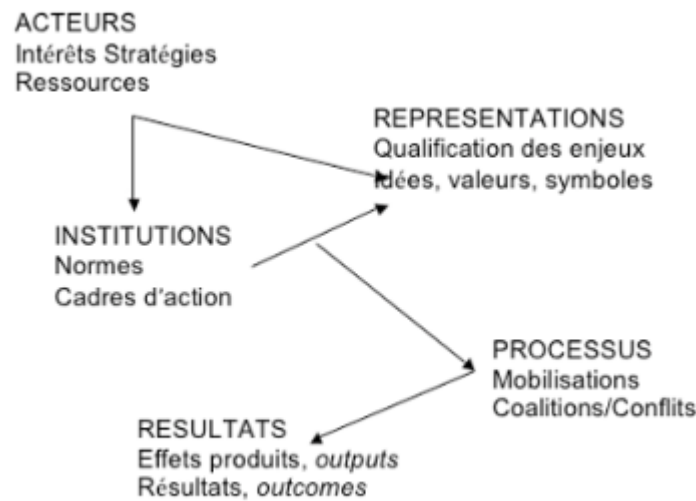 ACTEURS
Intérêts Stratégies
Ressources
REPRESENTATIONS
Qualification des enjeux
Idées, valeurs, symboles
INSTITUTIONS
Normes
Cadres d'action
PROCESSUS
Mobilisations
Coalitions/Conflits
RESULTATS
Effets produits, outputs
Résultats, outcomes